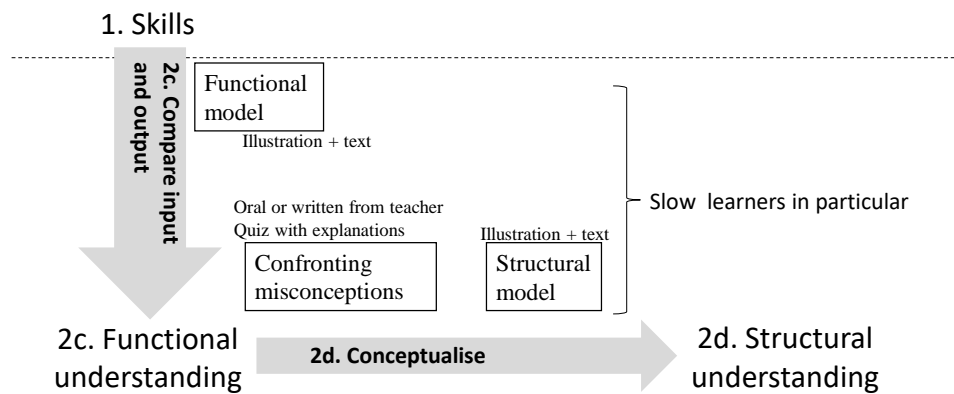 1. Skills
2c. Compare input
and output
Functional
model
Illustration + text
Slow learners in particular
Oral or written from teacher
Quiz with explanations
Illustration + text
Confronting
misconceptions
Structural
model
2c. Functional
understanding
2d. Conceptualise
2d. Structural
understanding